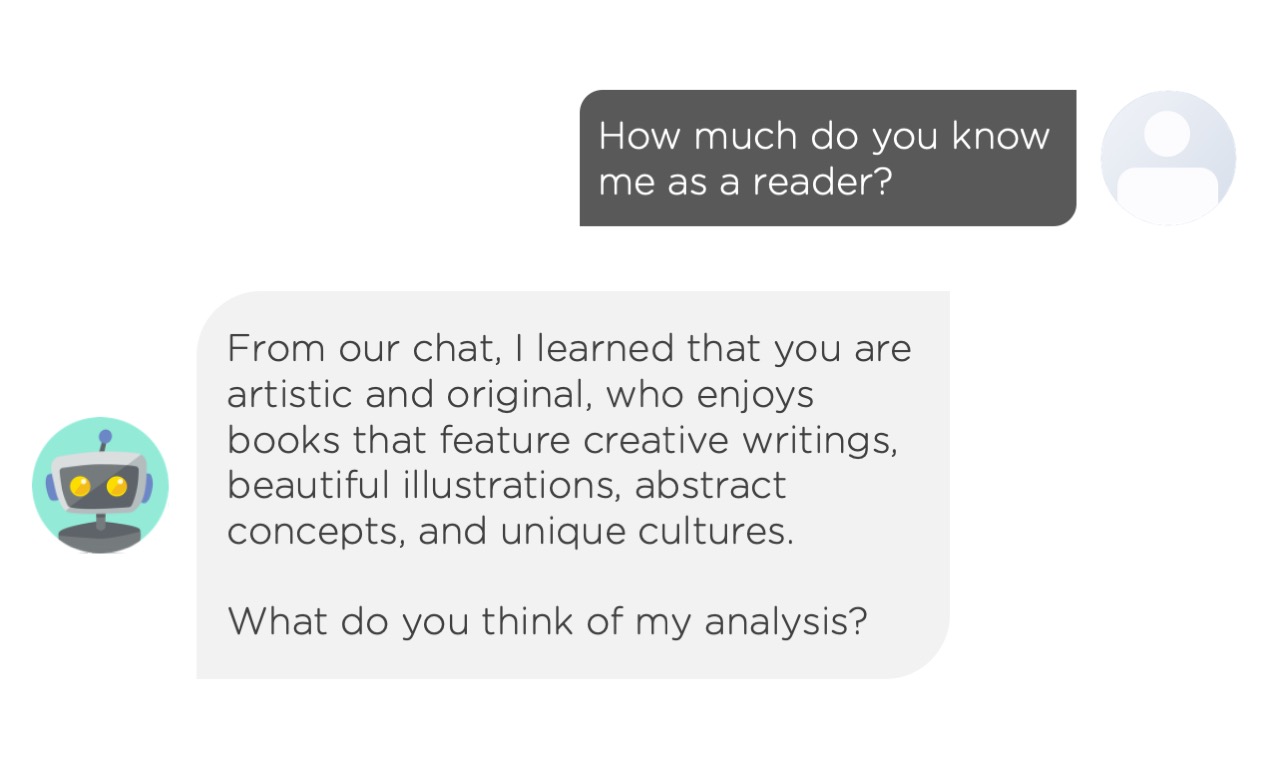 How much do you know
me as a reader?
From our chat, I learned that you are
artistic and original, who enjoys
books that feature creative writings,
beautiful illustrations, abstract
concepts, and unique cultures.
What do you think of my analysis?